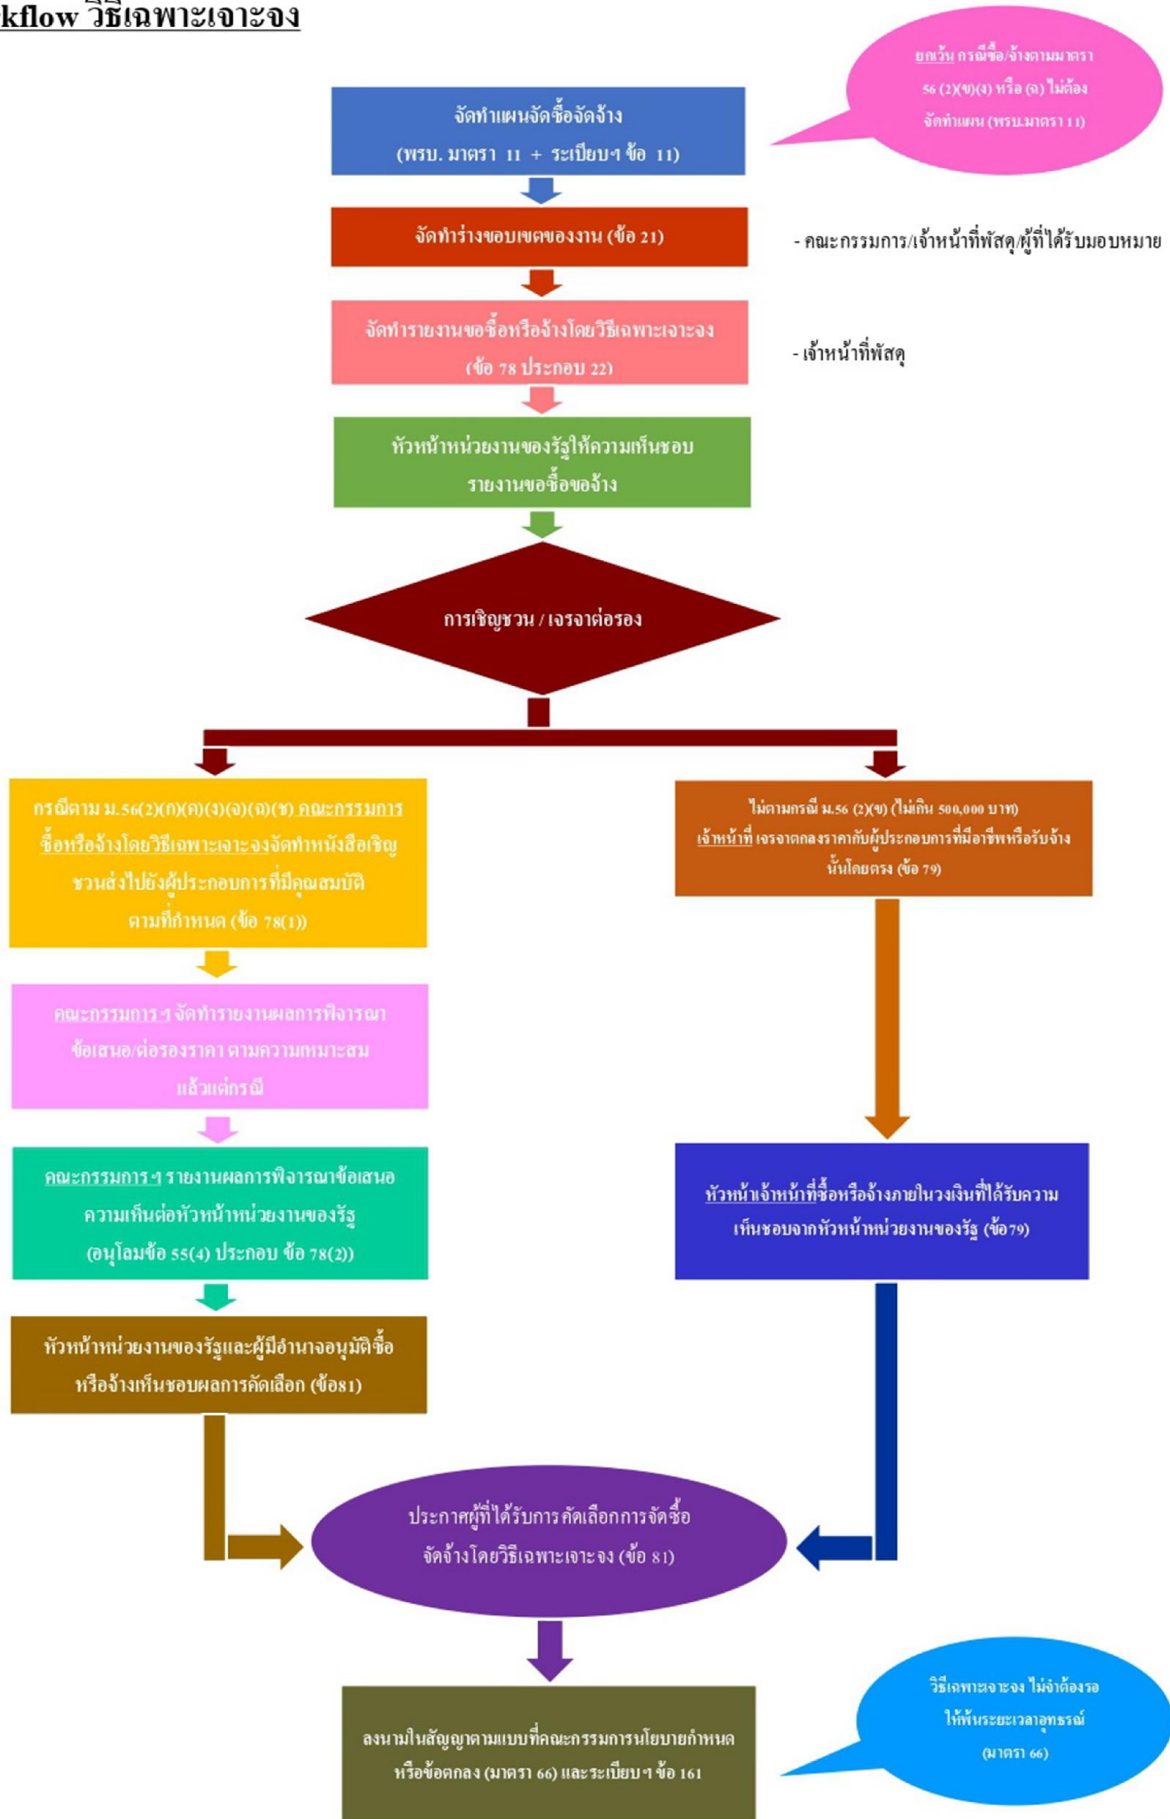 kflow วิธีเฉพาะเจาะจง
ยกเว้น กรณีซื้อ/จ้างตามมาตรา
56 (2)(ข)(ง) หรือ (ฉ) ไม่ต้อง
จัดทำแผน (พรบ.มาตรา 11)
จัดทำแผนจัดซื้อจัดจ้าง
(พรบ. มาตรา 11 + ระเบียบฯ ข้อ 11)
จัดทำร่างขอบเขตของงาน (ข้อ 21)
- คณะกรรมการ/เจ้าหน้าที่พัสดุ/ผู้ที่ได้รับมอบหมาย
จัดทำรายงานขอซื้อหรือจ้างโดยวิธีเฉพาะเจาะจง
(ข้อ 78 ประกอบ 22)
- เจ้าหน้าที่พัสดุ
หัวหน้าหน่วยงานของรัฐให้ความเห็นชอบ
รายงานขอซื้อขอจ้าง
การเชิญชวน / เจรจาต่อรอง
กรณีตาม ม.56(2)(ก)(ค)(ง)(จ)(ฉ)(ช) คณะกรรมการ
ซื้อหรือจ้างโดยวิธีเฉพาะเจาะจงจัดทำหนังสือเชิญ
ชวนส่งไปยังผู้ประกอบการที่มีคุณสมบัติ
ตามที่กำหนด (ข้อ 78(1))
ไม่ตามกรณี ม.56 (2)(ข) (ไม่เกิน 500,000 บาท)
เจ้าหน้าที่ เจรจาตกลงราคากับผู้ประกอบการที่มีอาชีพหรือรับจ้าง
นั้นโดยตรง (ข้อ 79)
คณะกรรมการฯ จัดทำรายงานผลการพิจารณา
ข้อเสนอ/ต่อรองราคา ตามความเหมาะสม
แล้วแต่กรณี
คณะกรรมการฯ รายงานผลการพิจารณาข้อเสนอ
ความเห็นต่อหัวหน้าหน่วยงานของรัฐ
(อนุโลมข้อ 55(4) ประกอบ ข้อ 78(2))
หัวหน้าเจ้าหน้าที่ซื้อหรือจ้างภายในวงเงินที่ได้รับความ
เห็นชอบจากหัวหน้าหน่วยงานของรัฐ (ข้อ79)
หัวหน้าหน่วยงานของรัฐและผู้มีอำนาจอนุมัติซื้อ
หรือจ้างเห็นชอบผลการคัดเลือก (ข้อ81)
ประกาศผู้ที่ได้รับการคัดเลือกการจัดซื้อ
จัดจ้างโดยวิธีเฉพาะเจาะจง (ข้อ 81)
วิธีเฉพาะเจาะจง ไม่จำต้องรอ
ให้พ้นระยะเวลาอุทธรณ์
(มาตรา 66)
ลงนามในสัญญาตามแบบที่คณะกรรมการนโยบายกำหนด
หรือข้อตกลง (มาตรา 66) และระเบียบฯ ข้อ 161